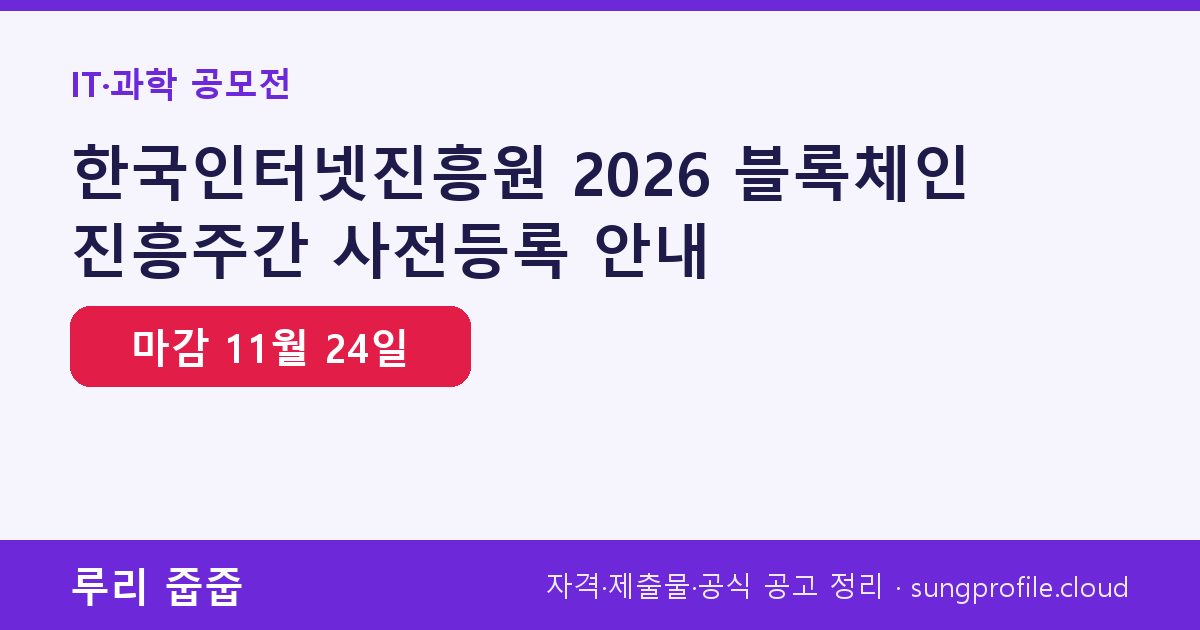 IT·과학 공모전
한국인터넷진흥원 2026 블록체인
진흥주간 사전등록 안내
마감 11월 24일
루리 줍줍
자격·제출물·공식 공고 정리 · sungprofile.cloud